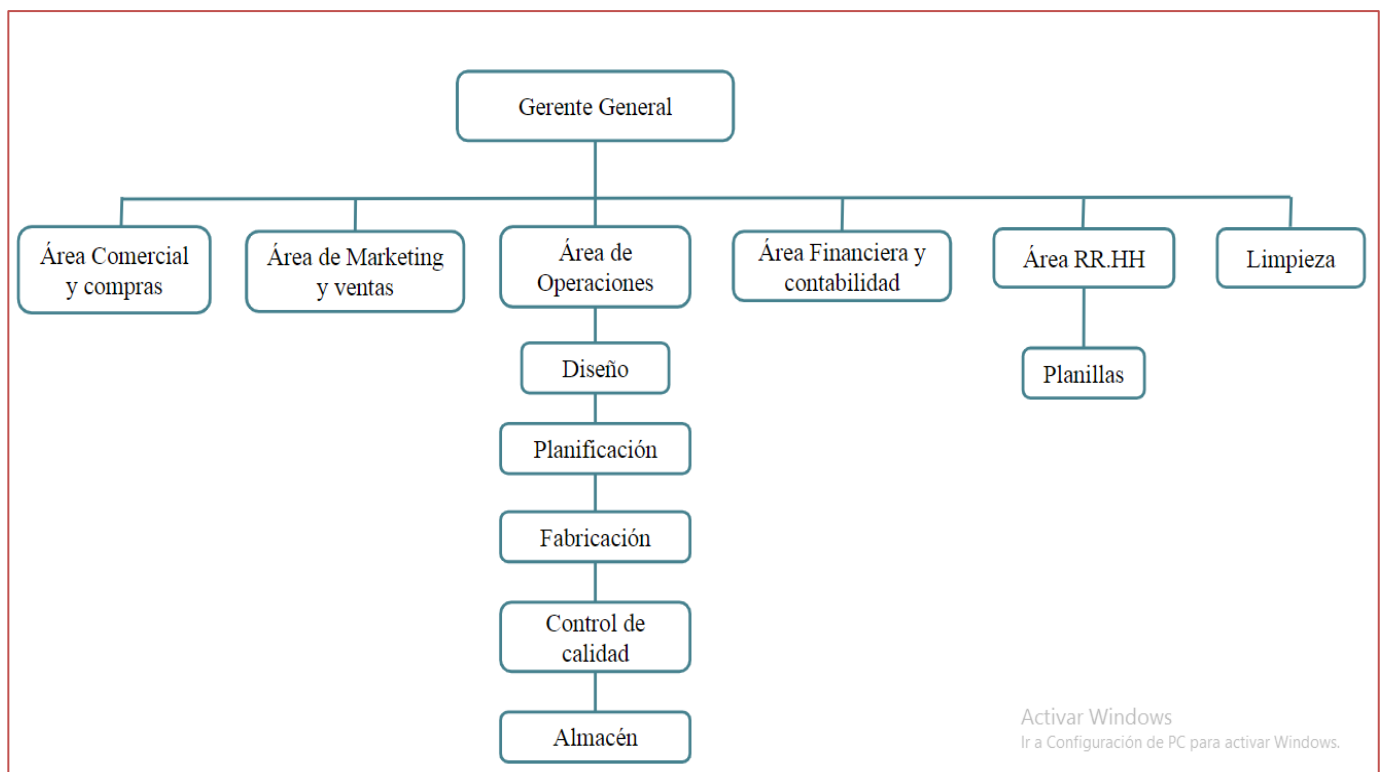 Gerente General
Área Comercial
y compras
Área de Marketing
y ventas
Área de
Operaciones
Área Financiera y
contabilidad
Área RR.HH
Limpieza
Diseño
Planillas
Planificación
Fabricación
Control de
calidad
Almacén
Activar Windows
Ir a Configuración de PC para activar Windows.